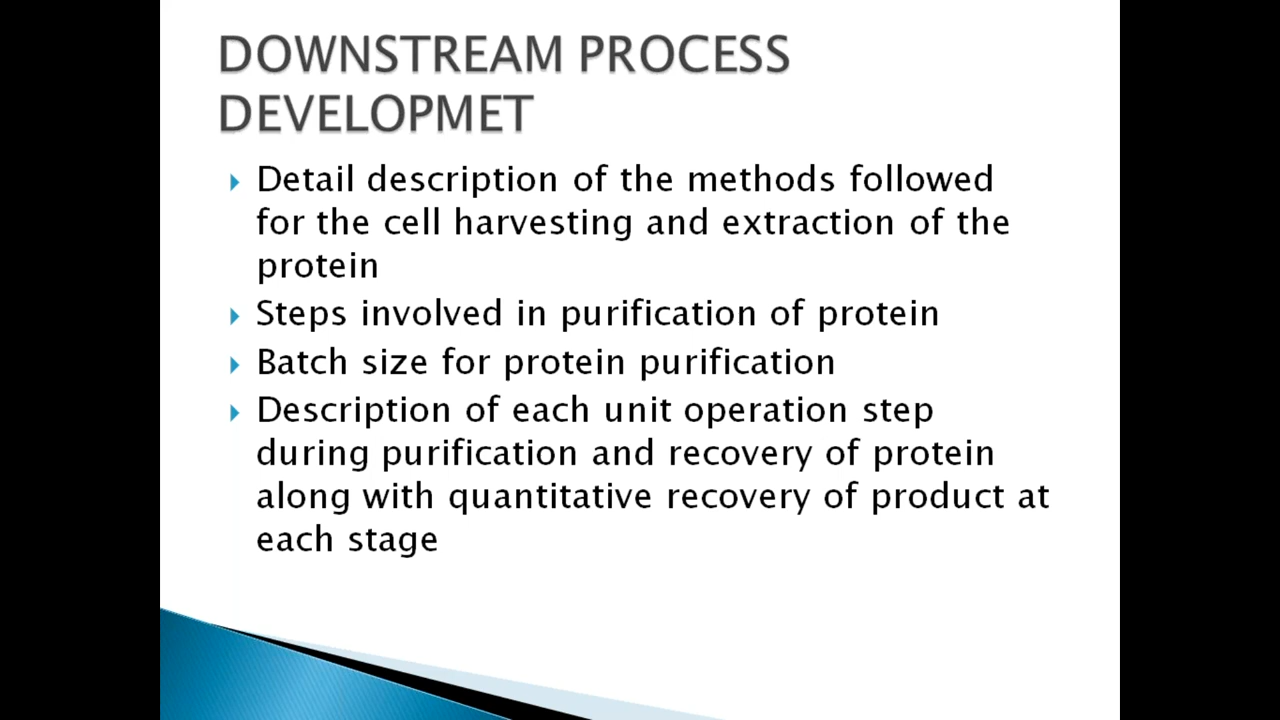 DOWNSTREAM PROCESS
DEVELOPMET
Detail description of the methods followed
for the cell harvesting and extraction of the
protein
Steps involved in purification of protein
Batch size for protein purification
Description of each unit operation step
during purification and recovery of protein
along with quantitative recovery of product at
each stage